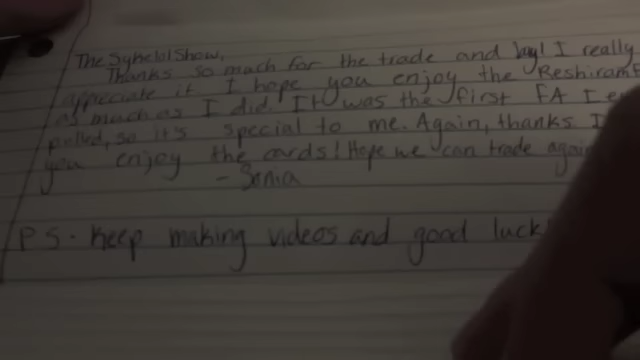 The Syhelol Show,
Thanks so much for the trade and buy! I really
appreciate it. I hope you enjoy the Reshiram
as much as I did. It was the first FA I
pulled, so it's special to me. Again, thanks. I
you enjoy the cards! Hope we can trade again
- Sonia
P S. Keep making videos and good luck!